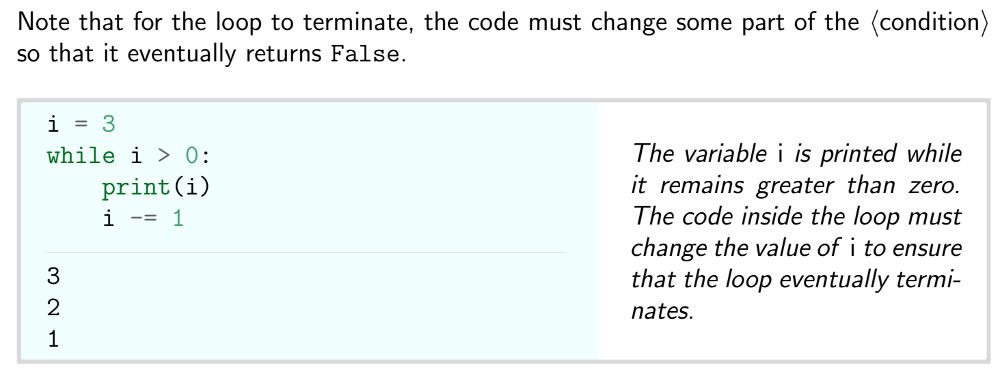 Note that for the loop to terminate, the code must change some part of the ⟨condition⟩
so that it eventually returns False.
i = 3
while i > 0:
    print(i)
    i -= 1
3
2
1
The variable i is printed while
it remains greater than zero.
The code inside the loop must
change the value of i to ensure
that the loop eventually termi-
nates.